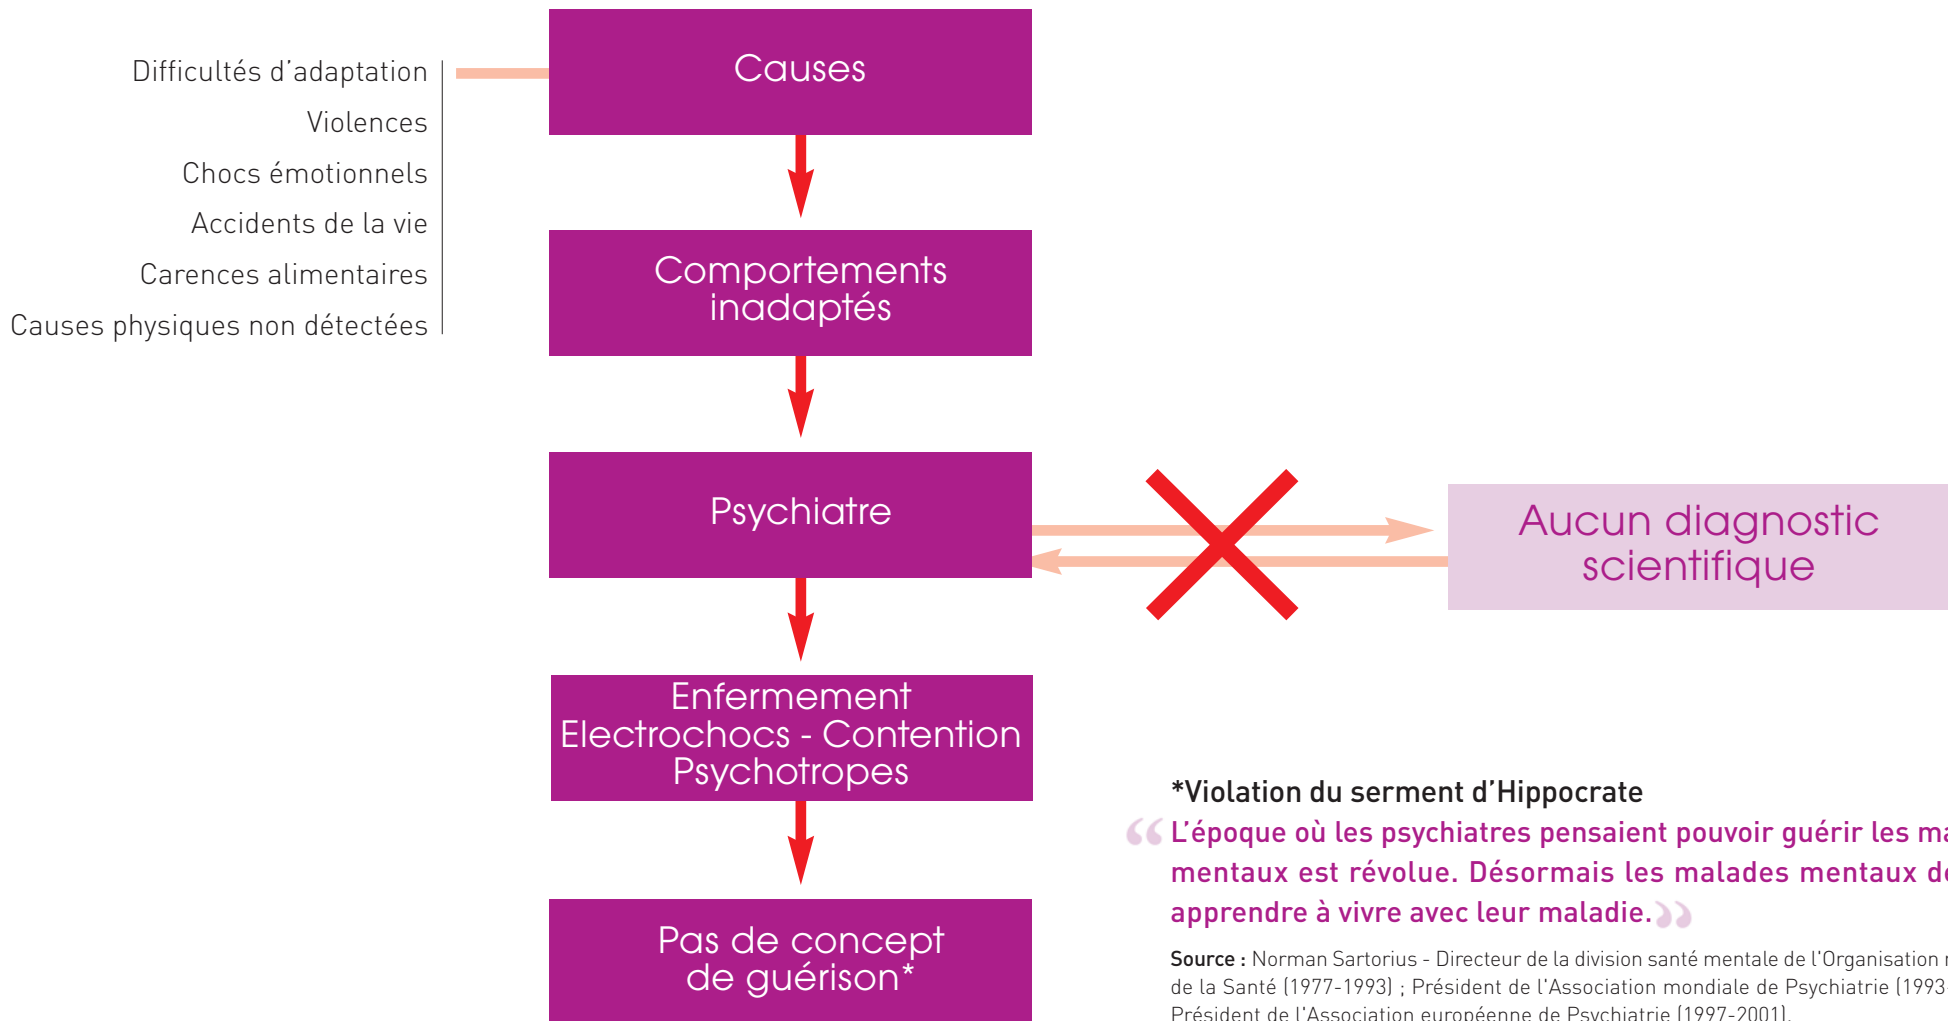 Difficultés d’adaptation
Violences
Chocs émotionnels
Accidents de la vie
Carences alimentaires
Causes physiques non détectées
Causes
Comportements
inadaptés
Psychiatre
Aucun diagnostic
scientifique
Enfermement
Electrochocs - Contention
Psychotropes
Pas de concept
de guérison*
*Violation du serment d’Hippocrate
“L’époque où les psychiatres pensaient pouvoir guérir les
mentaux est révolue. Désormais les malades mentaux
apprendre à vivre avec leur maladie.”
Source : Norman Sartorius - Directeur de la division santé mentale de l'Organisation
de la Santé (1977-1993) ; Président de l'Association mondiale de Psychiatrie (1993-
Président de l'Association européenne de Psychiatrie (1997-2001).